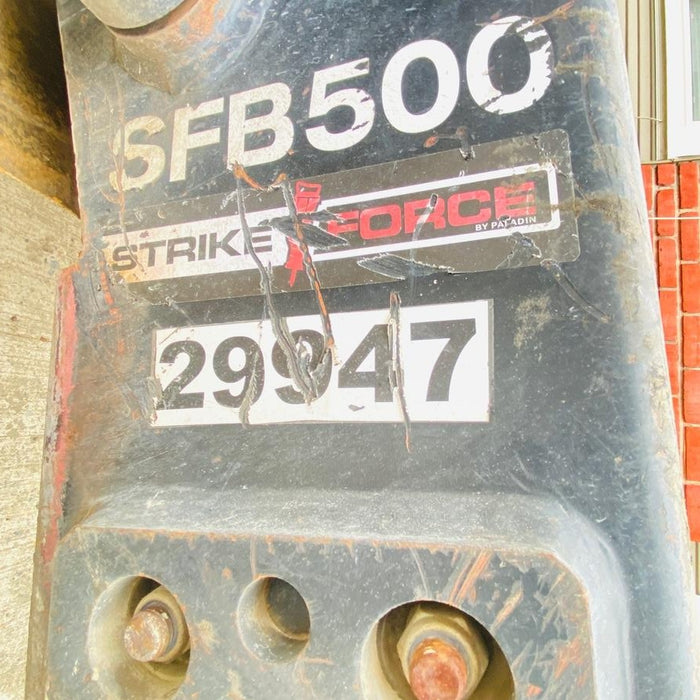 SFB500
STRIKE FORCE
BY PALADIN
29947